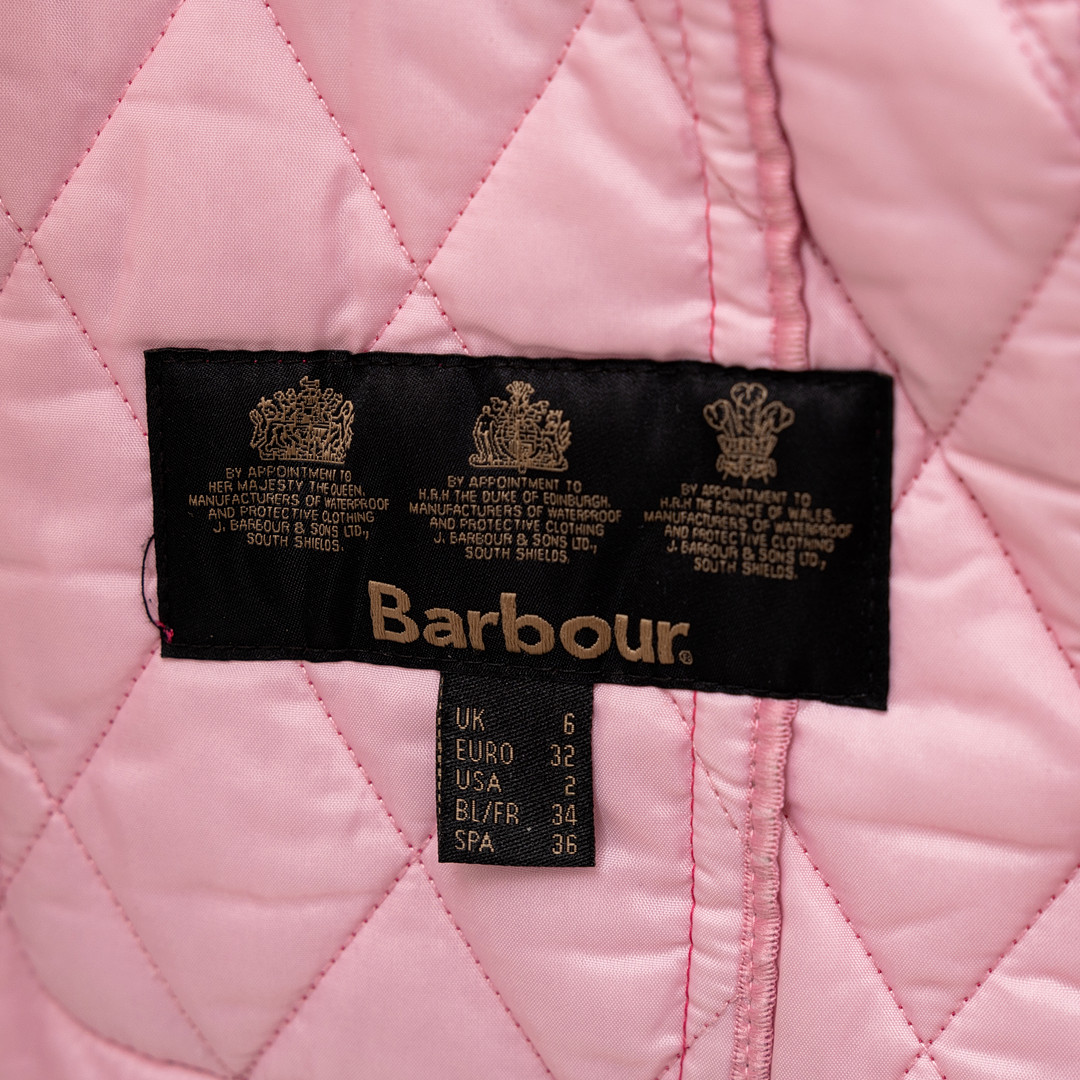 BY APPOINTMENT TO
HER MAJESTY THE QUEEN.
MANUFACTURERS OF WATERPROOF
AND PROTECTIVE CLOTHING
J. BARBOUR & SONS LTD.,
SOUTH SHIELDS.
BY APPOINTMENT TO
H.R.H THE DUKE OF EDINBURGH.
MANUFACTURERS OF WATERPROOF
AND PROTECTIVE CLOTHING
J. BARBOUR & SONS LTD.,
SOUTH SHIELDS.
BY APPOINTMENT TO
H.R.H. THE PRINCE OF WALES.
MANUFACTURERS OF WATERPROOF
AND PROTECTIVE CLOTHING
J. BARBOUR & SONS LTD.,
SOUTH SHIELDS.
Barbour®
UK 6
EURO 32
USA 2
BL/FR 34
SPA 36